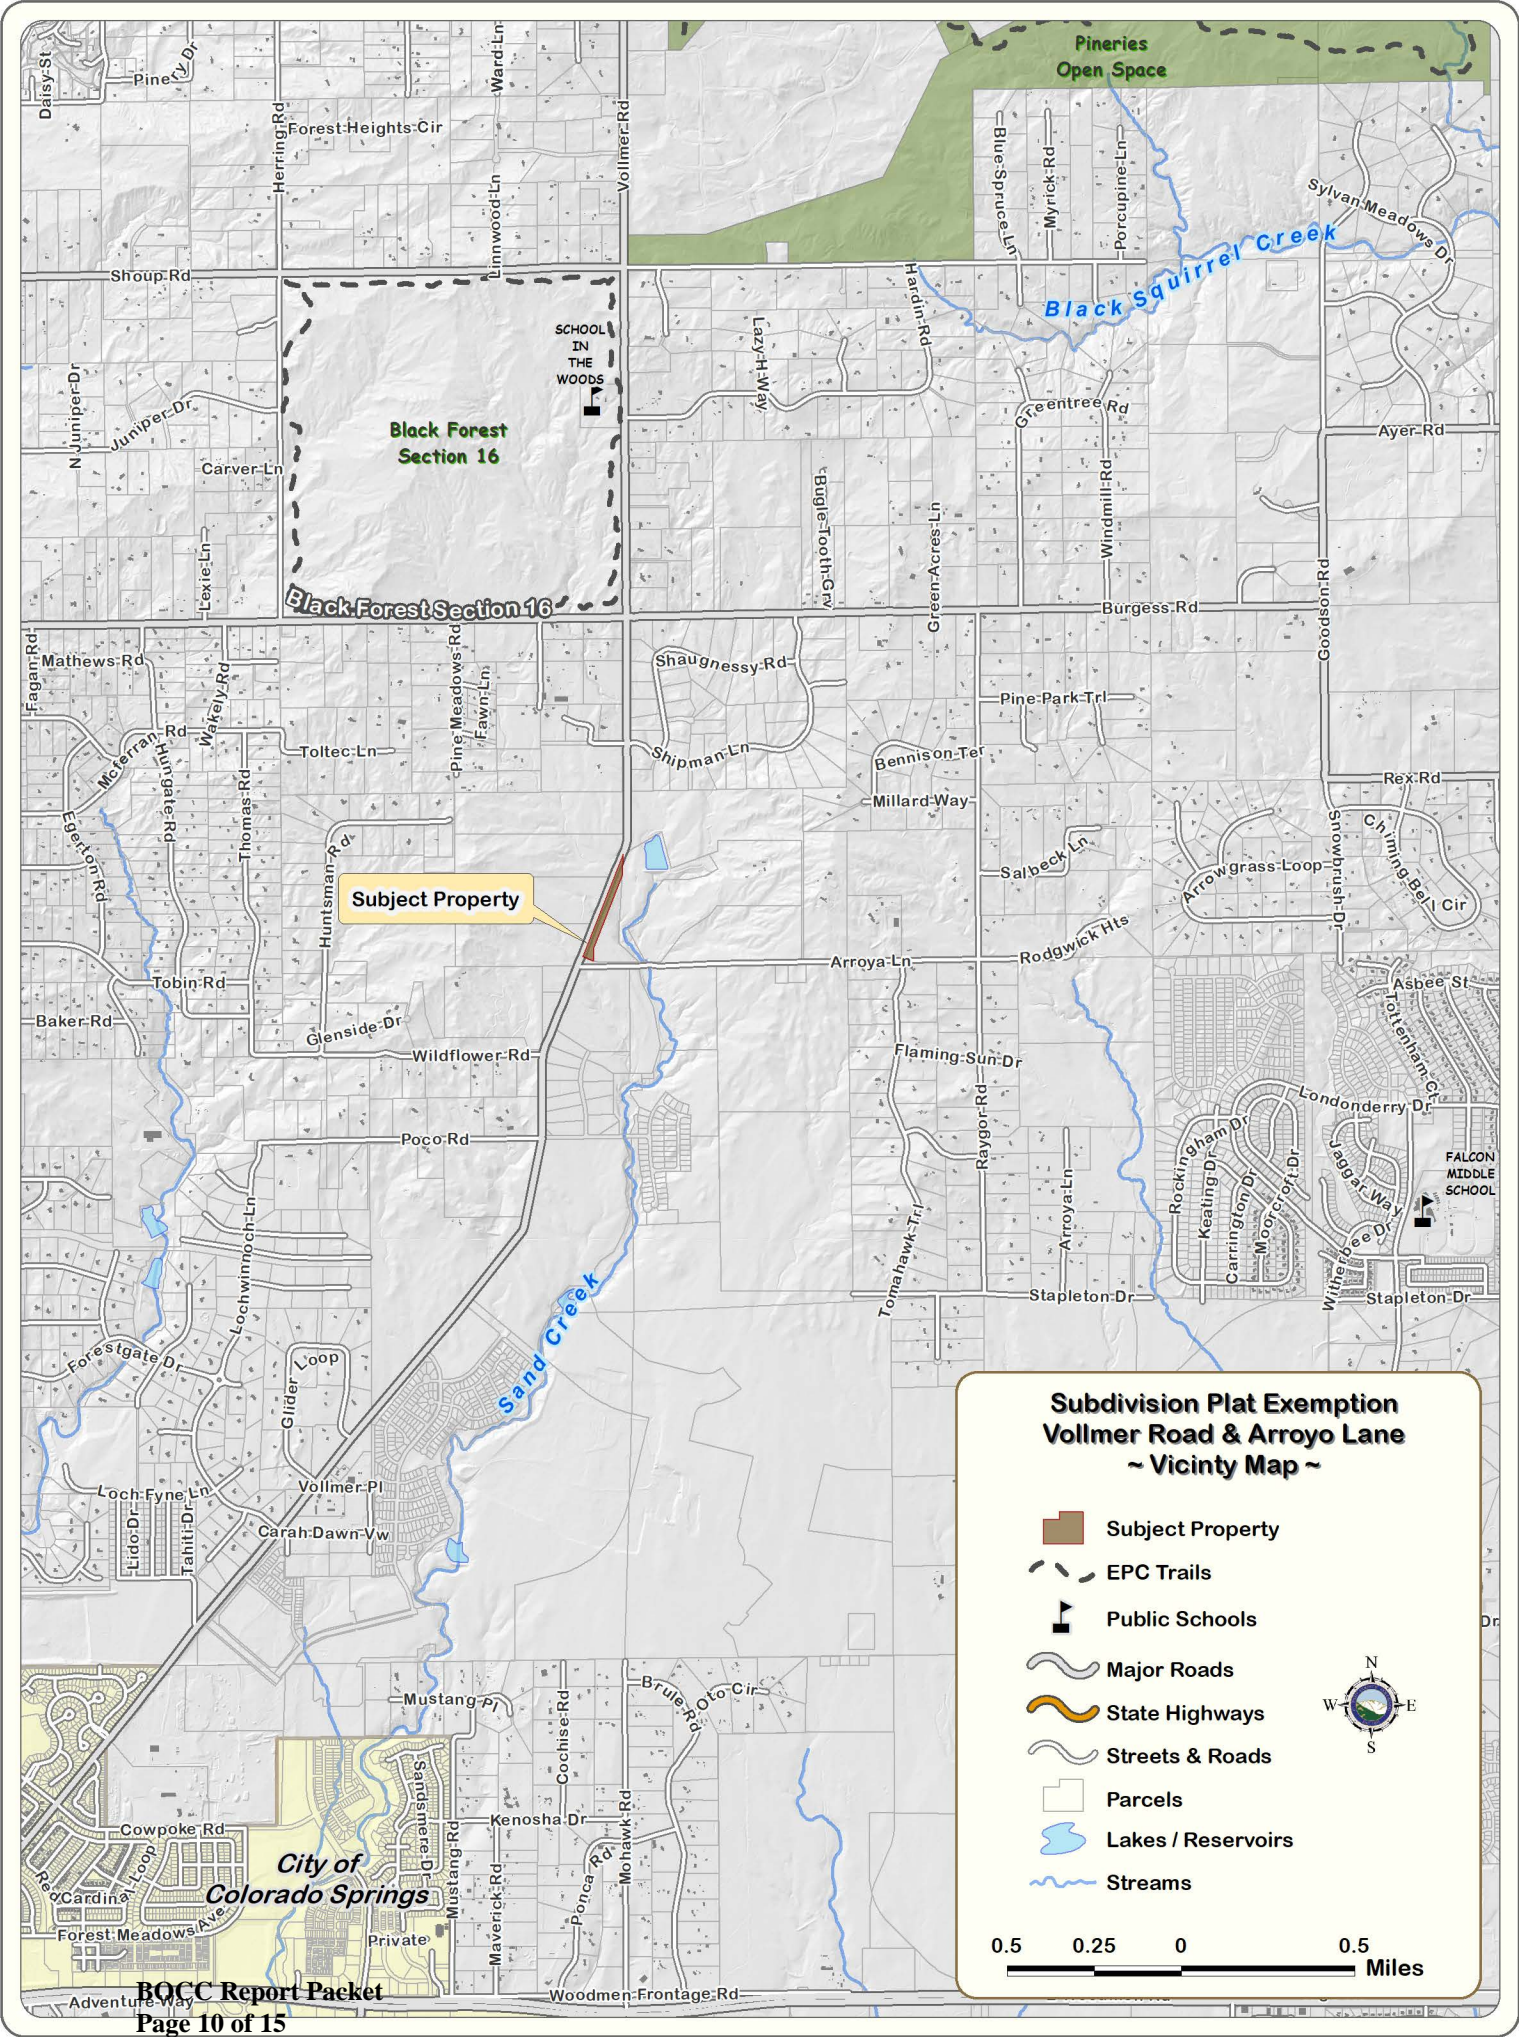 Pineries
Open Space
Daisy St
Pinery Dr
Herring Rd
Forest Heights Cir
Ward Ln
Linnwood Ln
Vollmer Rd
Blue Spruce Ln
Myrick Rd
Porcupine Ln
Sylvan Meadows Dr
Black Squirrel Creek
Shoup Rd
Hardin Rd
SCHOOL
IN
THE
WOODS
Lazy H Way
N Juniper Dr
Juniper Dr
Carver Ln
Black Forest
Section 16
Greentree Rd
Ayer Rd
Windmill Rd
Bugle Tooth Grv
Green Acres Ln
Lexie Ln
Goodson Rd
Black Forest Section 16
Burgess Rd
Fagan Rd
Mathews Rd
Wakely Rd
Pine Meadows Rd
Fawn Ln
Shaugnessy Rd
Pine Park Trl
Mcferran Rd
Hungate Rd
Thomas Rd
Toltec Ln
Shipman Ln
Bennison Ter
Millard Way
Rex Rd
Egerton Rd
Huntsman Rd
Salbeck Ln
Arrowgrass Loop
Snowbrush Dr
Chiming Bell Cir
Subject Property
Rodgwick Hts
Arroya Ln
Tobin Rd
Baker Rd
Glenside Dr
Wildflower Rd
Asbee St
Tottenham Ct
Flaming Sun Dr
Raygor Rd
Londonderry Dr
Poco Rd
Rockingham Dr
Keating Dr
Carrington Dr
Moorcroft Dr
Jaggar Way
FALCON
MIDDLE
SCHOOL
Arroya Ln
Tomahawk Trl
Witherbee Dr
Lochwinnoch Ln
Stapleton Dr
Stapleton Dr
Sand Creek
Forestgate Dr
Glider Loop
Loch Fyne Ln
Vollmer Pl
Lido Dr
Tahiti Dr
Carah Dawn Vw
Subdivision Plat Exemption
Vollmer Road & Arroyo Lane
~ Vicinty Map ~
Subject Property
EPC Trails
Public Schools
Major Roads
State Highways
Streets & Roads
Parcels
Lakes / Reservoirs
Streams
N
W
E
S
0.5 0.25 0 0.5
Miles
Dr
Mustang Pl
Cochise Rd
Brule Rd
Oto Cir
Sandsmere Dr
Kenosha Dr
Mohawk Rd
Mustang Rd
Maverick Rd
Ponca Rd
Cowpoke Rd
Red
Cardinal Loop
City of
Colorado Springs
Forest Meadows Ave
Private
Adventure Way
Woodmen Frontage Rd
BOCC Report Packet
Page 10 of 15